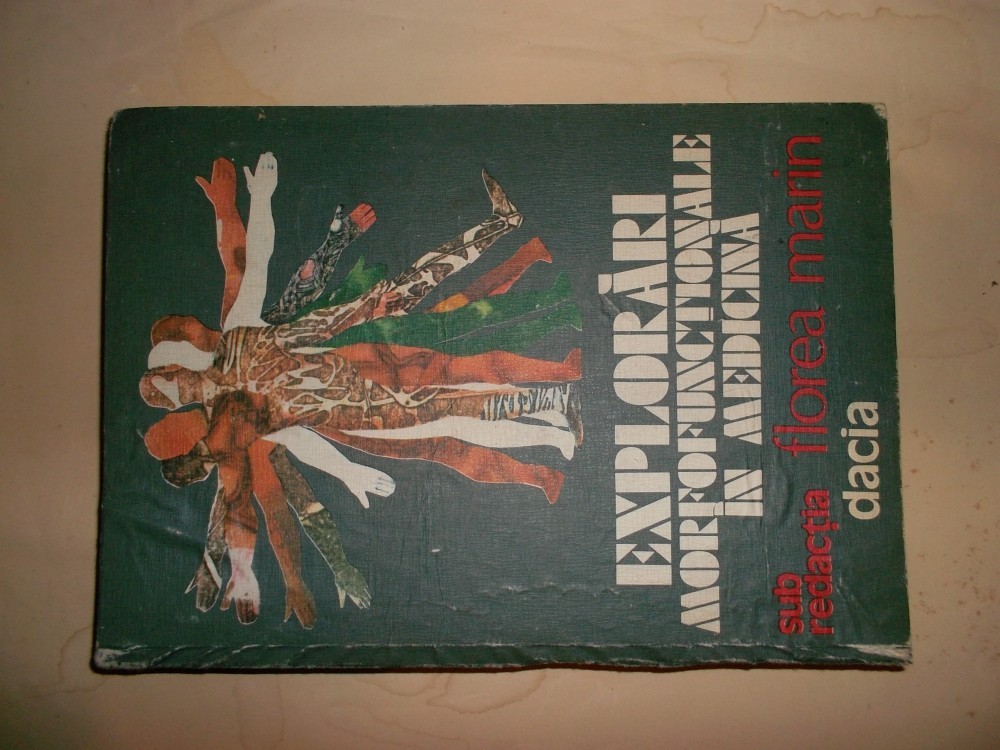 EXPLORĂRI
MORFOFUNCȚIONALE
ÎN MEDICINĂ
sub
redacția florea marin
dacia